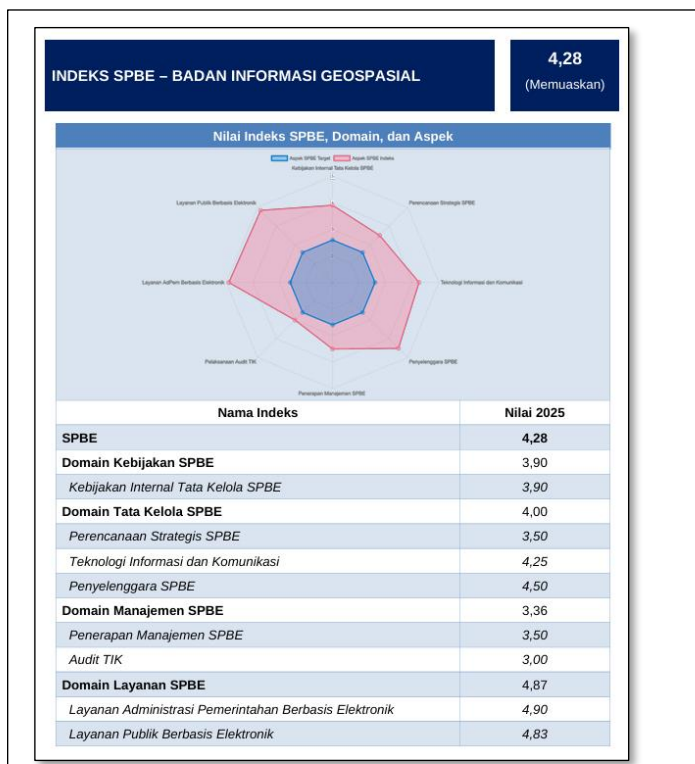 INDEKS SPBE – BADAN INFORMASI GEOSPASIAL
4,28
(Memuaskan)
Nilai Indeks SPBE, Domain, dan Aspek
Aspek SPBE Target Aspek SPBE Indeks
Kebijakan Internal Tata Kelola SPBE
Layanan Publik Berbasis Elektronik
Perencanaan Strategis SPBE
Layanan AdPem Berbasis Elektronik
Teknologi Informasi dan Komunikasi
Pelaksanaan Audit TIK
Penyelenggara SPBE
Penerapan Manajemen SPBE
Nama Indeks Nilai 2025
SPBE 4,28
Domain Kebijakan SPBE 3,90
Kebijakan Internal Tata Kelola SPBE 3,90
Domain Tata Kelola SPBE 4,00
Perencanaan Strategis SPBE 3,50
Teknologi Informasi dan Komunikasi 4,25
Penyelenggara SPBE 4,50
Domain Manajemen SPBE 3,36
Penerapan Manajemen SPBE 3,50
Audit TIK 3,00
Domain Layanan SPBE 4,87
Layanan Administrasi Pemerintahan Berbasis Elektronik 4,90
Layanan Publik Berbasis Elektronik 4,83